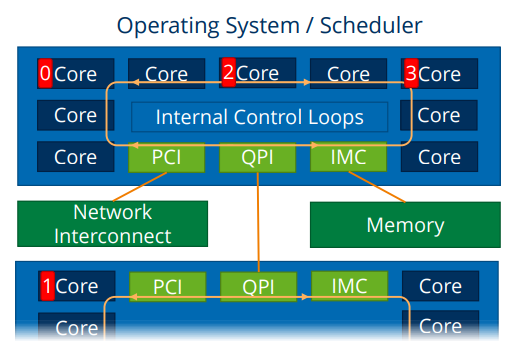 Operating System / Scheduler
0 Core
Core
2 Core
Core
3 Core
Core
Internal Control Loops
Core
Core
PCI
QPI
IMC
Core
Network
Interconnect
Memory
1 Core
PCI
QPI
IMC
Core
Core
Core